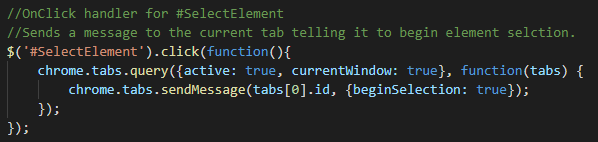 //OnClick handler for #SelectElement
//Sends a message to the current tab telling it to begin element selction.
$('#SelectElement').click(function(){
    chrome.tabs.query({active: true, currentWindow: true}, function(tabs) {
        chrome.tabs.sendMessage(tabs[0].id, {beginSelection: true});
    });
});